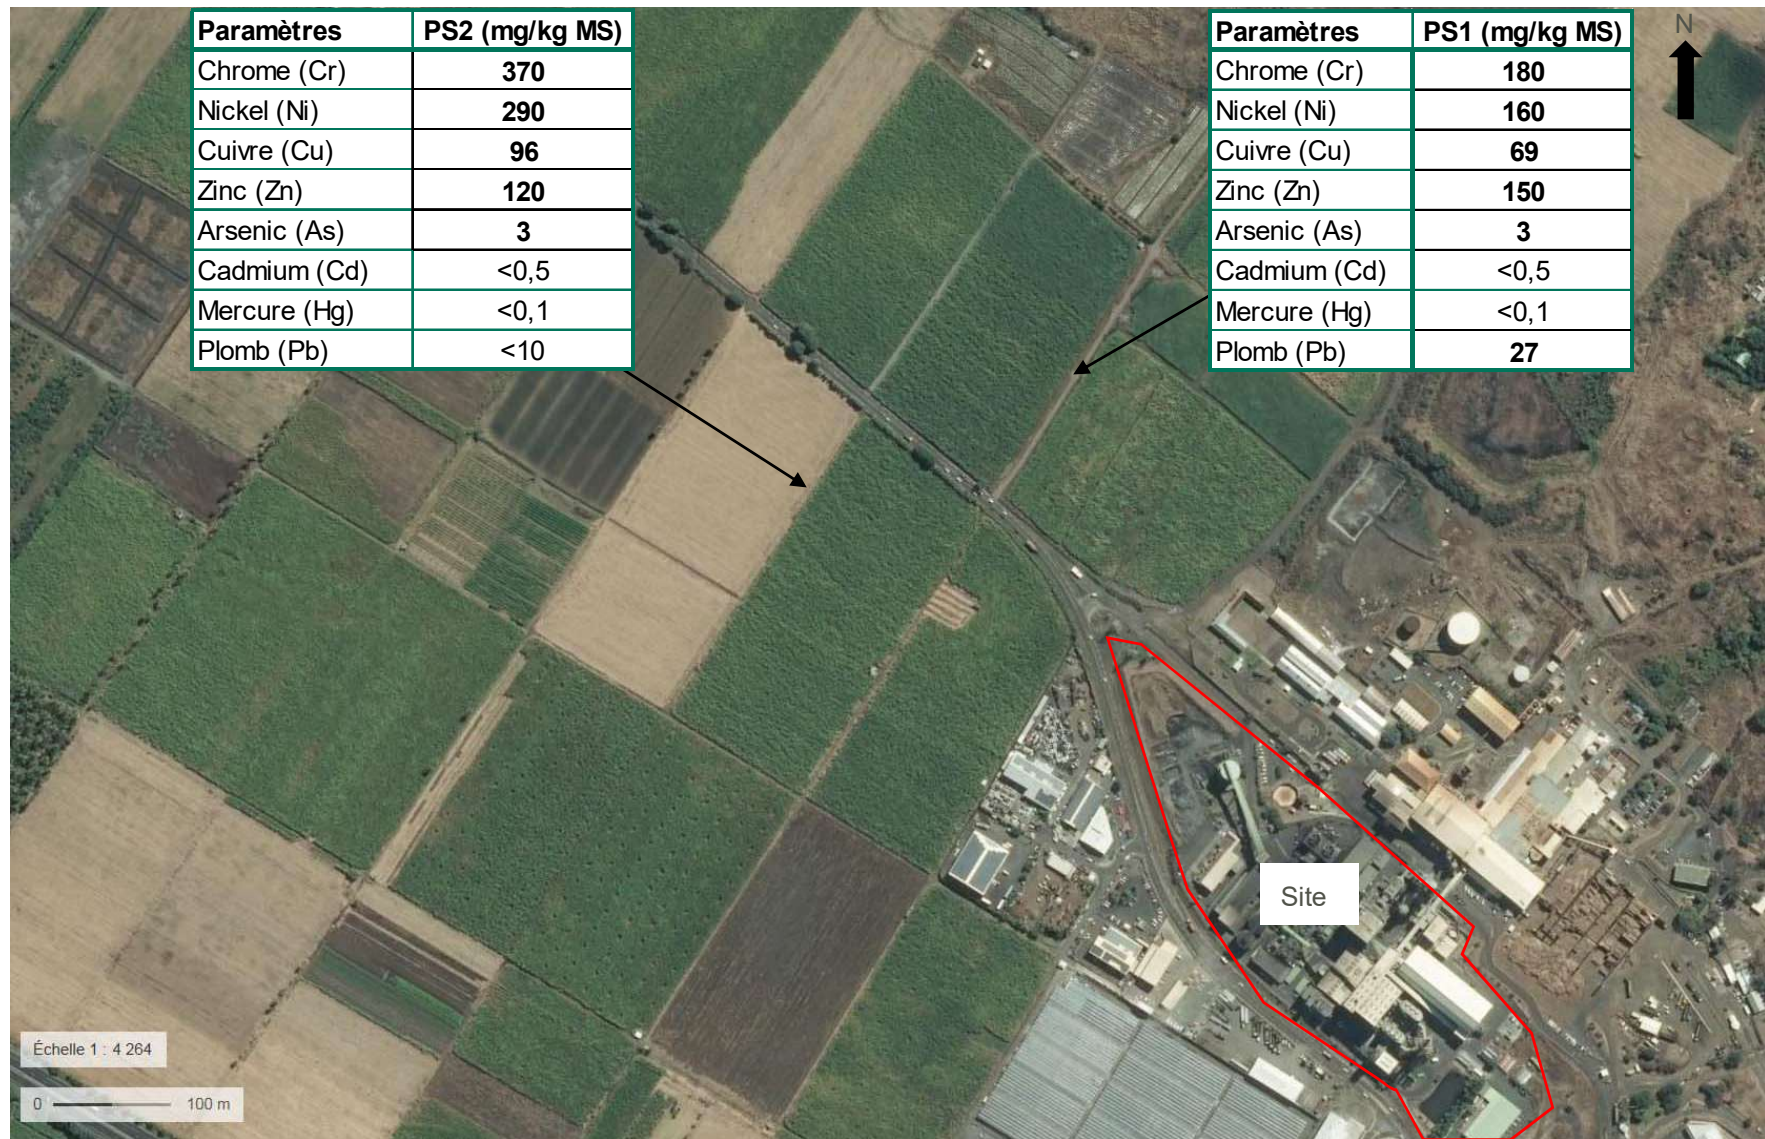 Paramètres PS2 (mg/kg MS)
Chrome (Cr) 370
Nickel (Ni) 290
Cuivre (Cu) 96
Zinc (Zn) 120
Arsenic (As) 3
Cadmium (Cd) <0,5
Mercure (Hg) <0,1
Plomb (Pb) <10
Paramètres PS1 (mg/kg MS)
Chrome (Cr) 180
Nickel (Ni) 160
Cuivre (Cu) 69
Zinc (Zn) 150
Arsenic (As) 3
Cadmium (Cd) <0,5
Mercure (Hg) <0,1
Plomb (Pb) 27
N
Site
Échelle 1 : 4 264
0 100 m